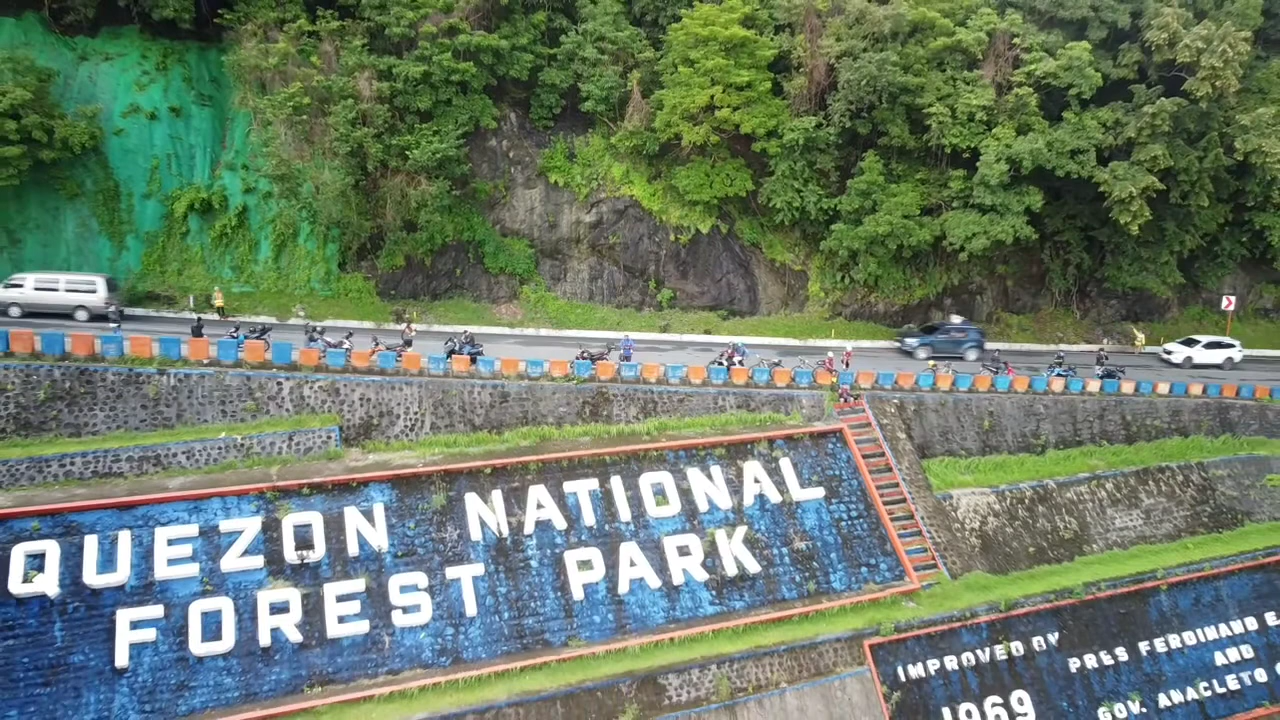 QUEZON NATIONAL
FOREST PARK
IMPROVED BY
1969
PRES FERDINAND E
AND
GOV. ANACLETO